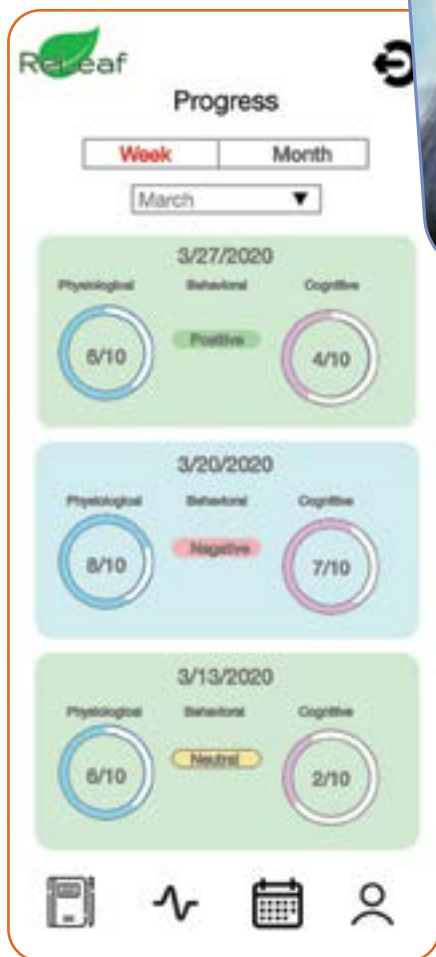 ReLeaf
Progress
Week Month
March
3/27/2020
Physiological Behavioral Cognitive
6/10 Positive 4/10
3/20/2020
Physiological Behavioral Cognitive
8/10 Negative 7/10
3/13/2020
Physiological Behavioral Cognitive
6/10 Neutral 2/10